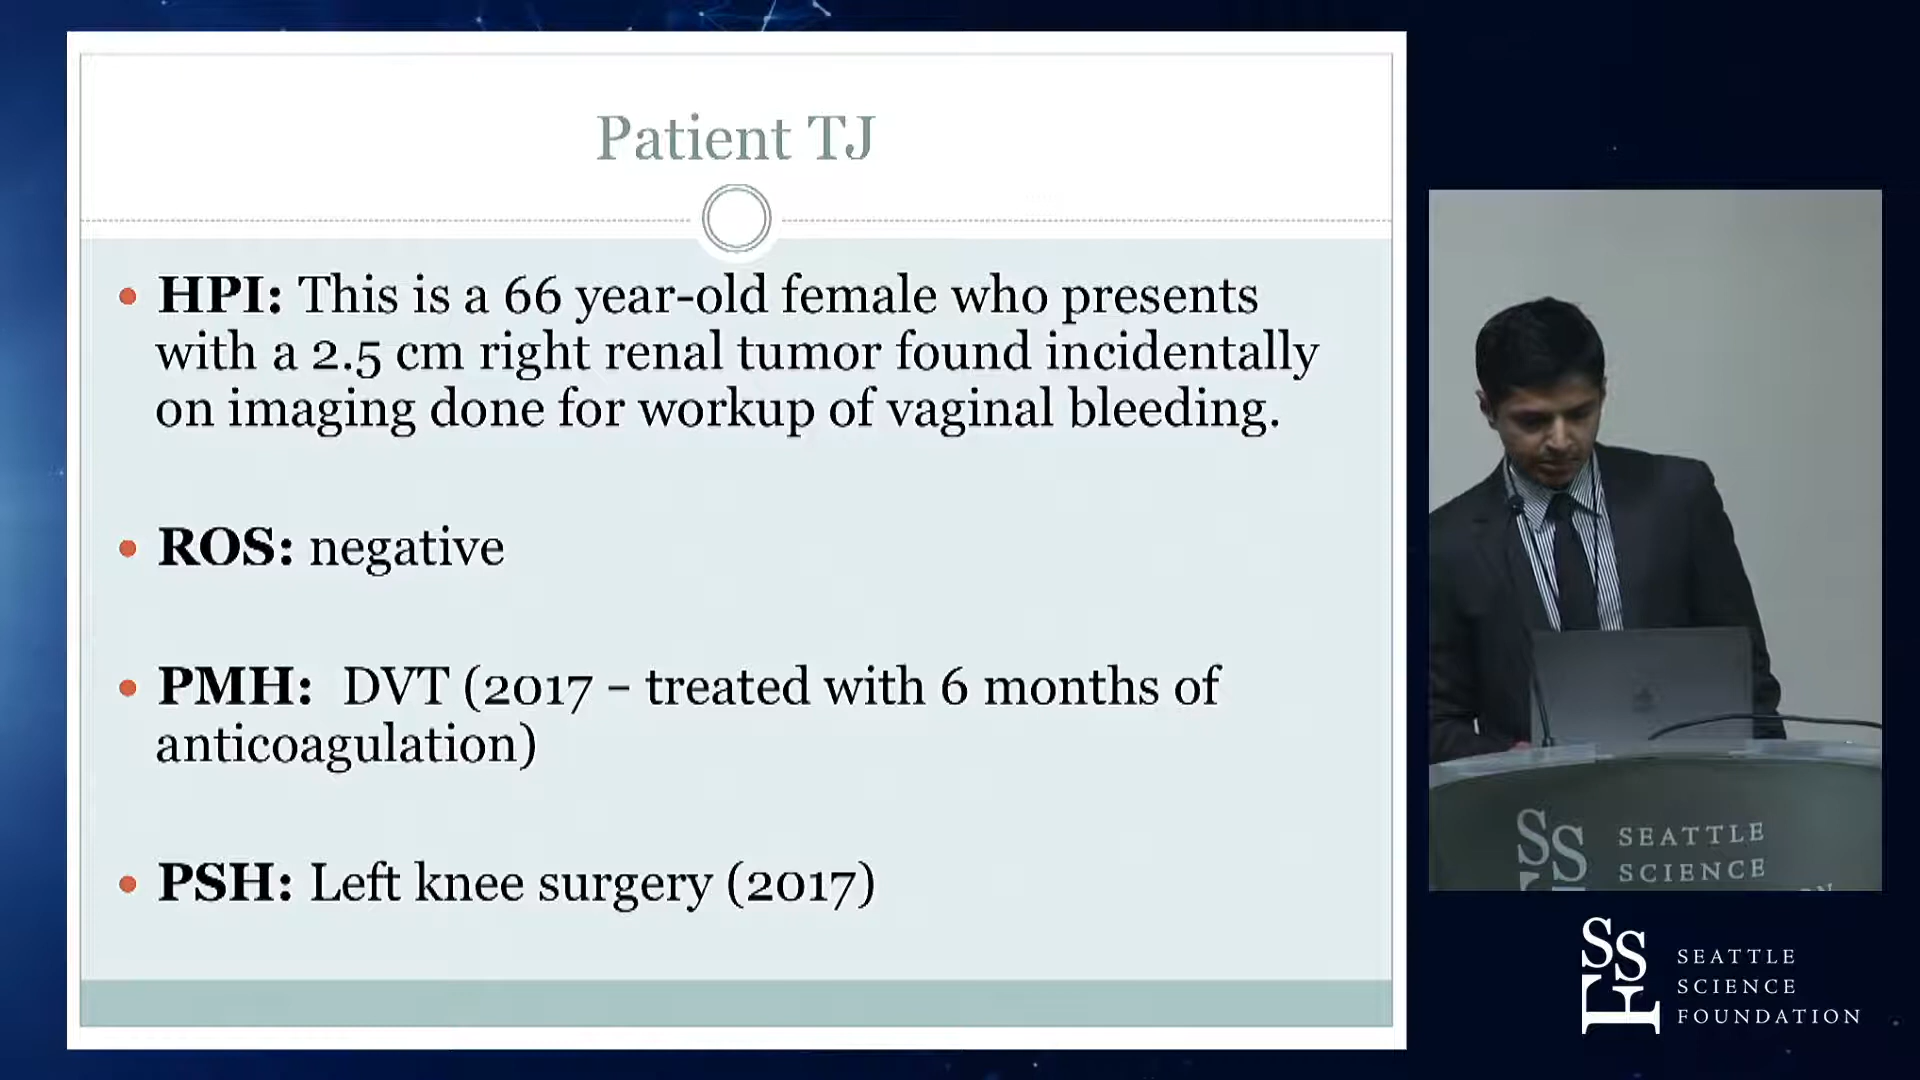 Patient TJ
• HPI: This is a 66 year-old female who presents
with a 2.5 cm right renal tumor found incidentally
on imaging done for workup of vaginal bleeding.
• ROS: negative
• PMH: DVT (2017 – treated with 6 months of
anticoagulation)
• PSH: Left knee surgery (2017)
SEATTLE
SCIENCE
SSF
SEATTLE
SCIENCE
FOUNDATION